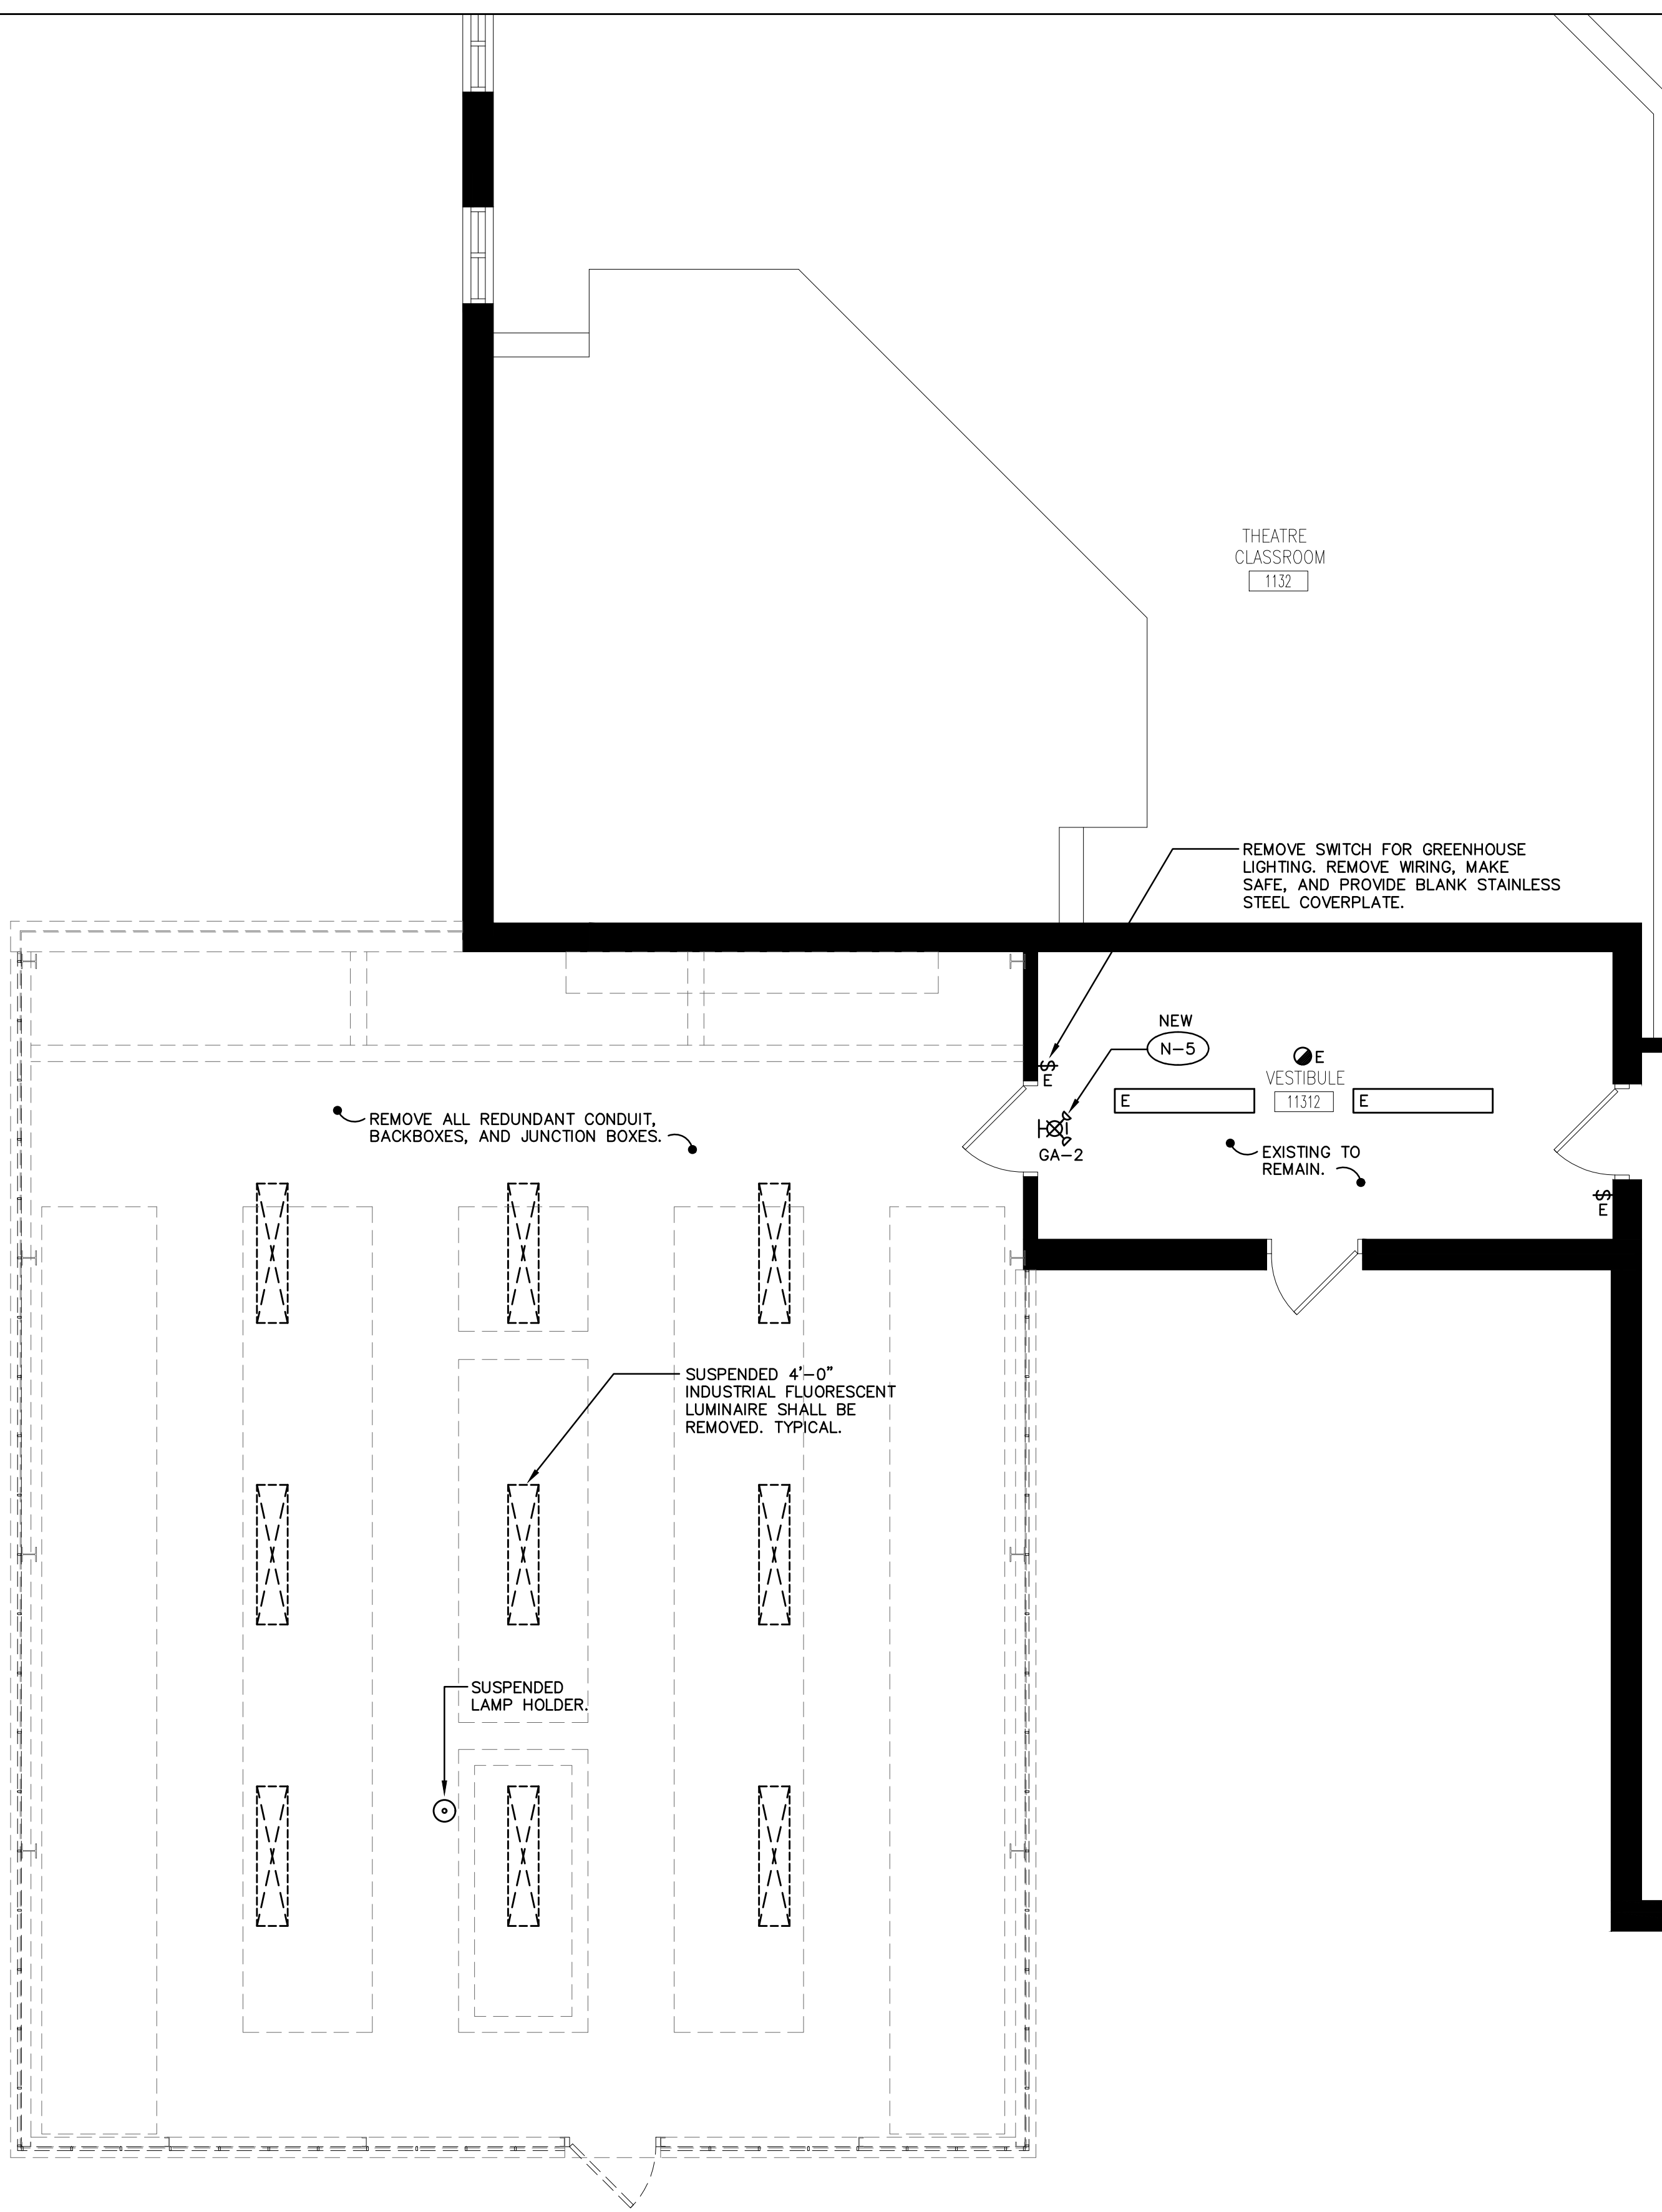 THEATRE
CLASSROOM
1132
REMOVE SWITCH FOR GREENHOUSE
LIGHTING. REMOVE WIRING, MAKE
SAFE, AND PROVIDE BLANK STAINLESS
STEEL COVERPLATE.
NEW
N-5
E
VESTIBULE
11312
S
E
E
E
REMOVE ALL REDUNDANT CONDUIT,
BACKBOXES, AND JUNCTION BOXES.
GA-2
EXISTING TO
REMAIN.
S
E
SUSPENDED 4'-0"
INDUSTRIAL FLUORESCENT
LUMINAIRE SHALL BE
REMOVED. TYPICAL.
SUSPENDED
LAMP HOLDER.